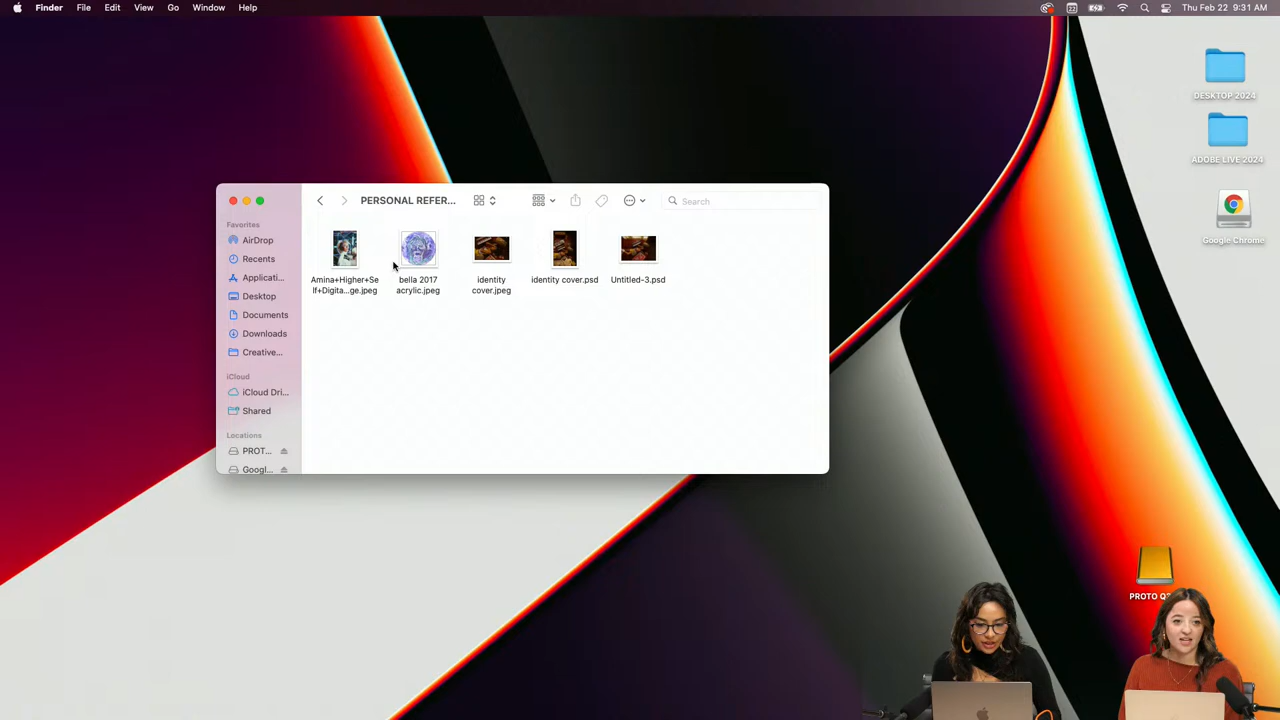 Finder File Edit View Go Window Help Thu Feb 22 9:31 AM
DESKTOP 2024
ADOBE LIVE 2024
Google Chrome
PERSONAL REFER... Search
Favorites
AirDrop
Recents
Applicati...
Desktop
Documents
Downloads
Creative...
iCloud
iCloud Dri...
Shared
Locations
PROT...
Googl...
Amina+Higher+Se
lf+Digita...ge.jpeg
bella 2017
acrylic.jpeg
identity
cover.jpeg
identity cover.psd
Untitled-3.psd
PROTO